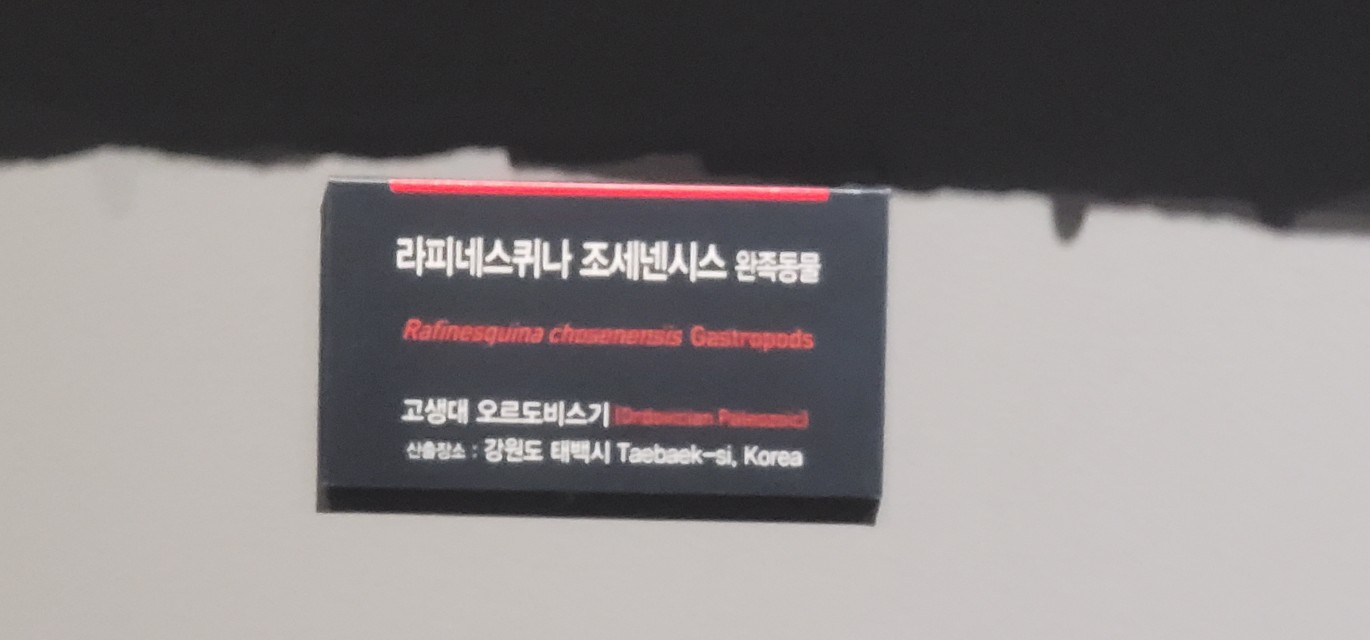 라피네스퀴나 조세넨시스 완족동물
Rafinesquina chosenensis Gastropods
고생대 오르도비스기 (Ordovician Paleozoic)
산출장소 : 강원도 태백시 Taebaek-si, Korea